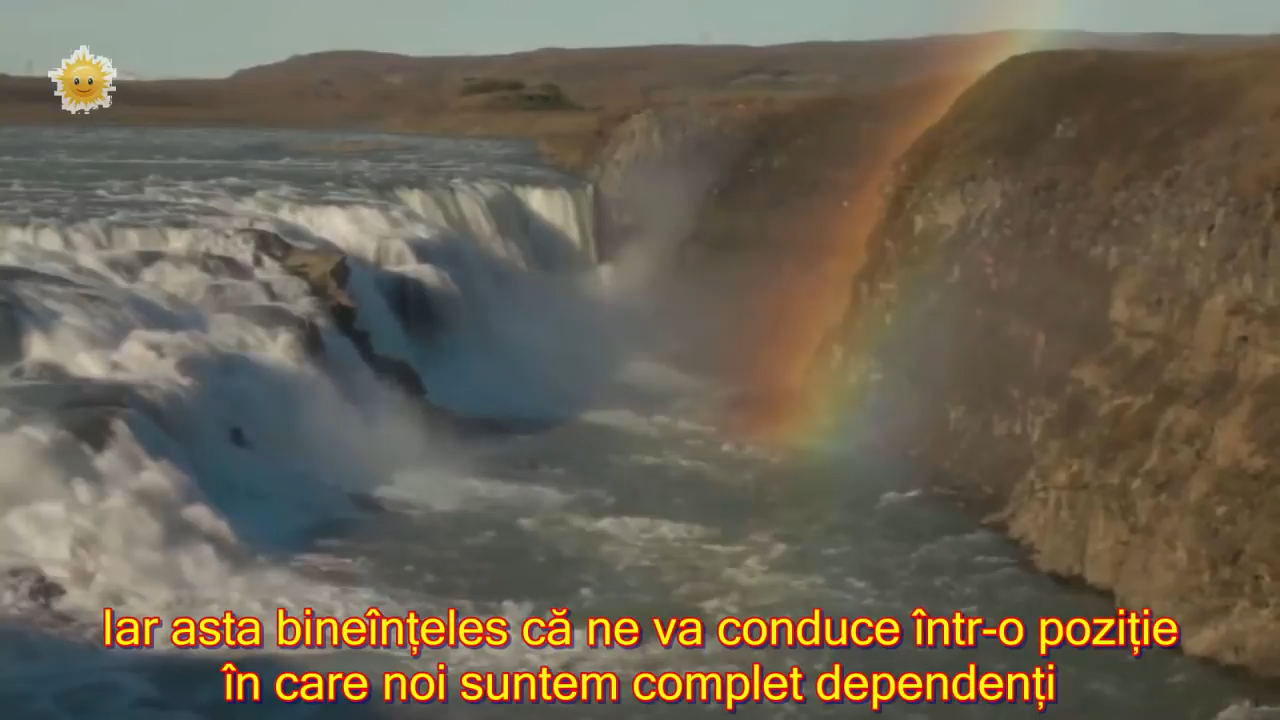 Iar asta bineînțeles că ne va conduce într-o poziție
în care noi suntem complet dependenți